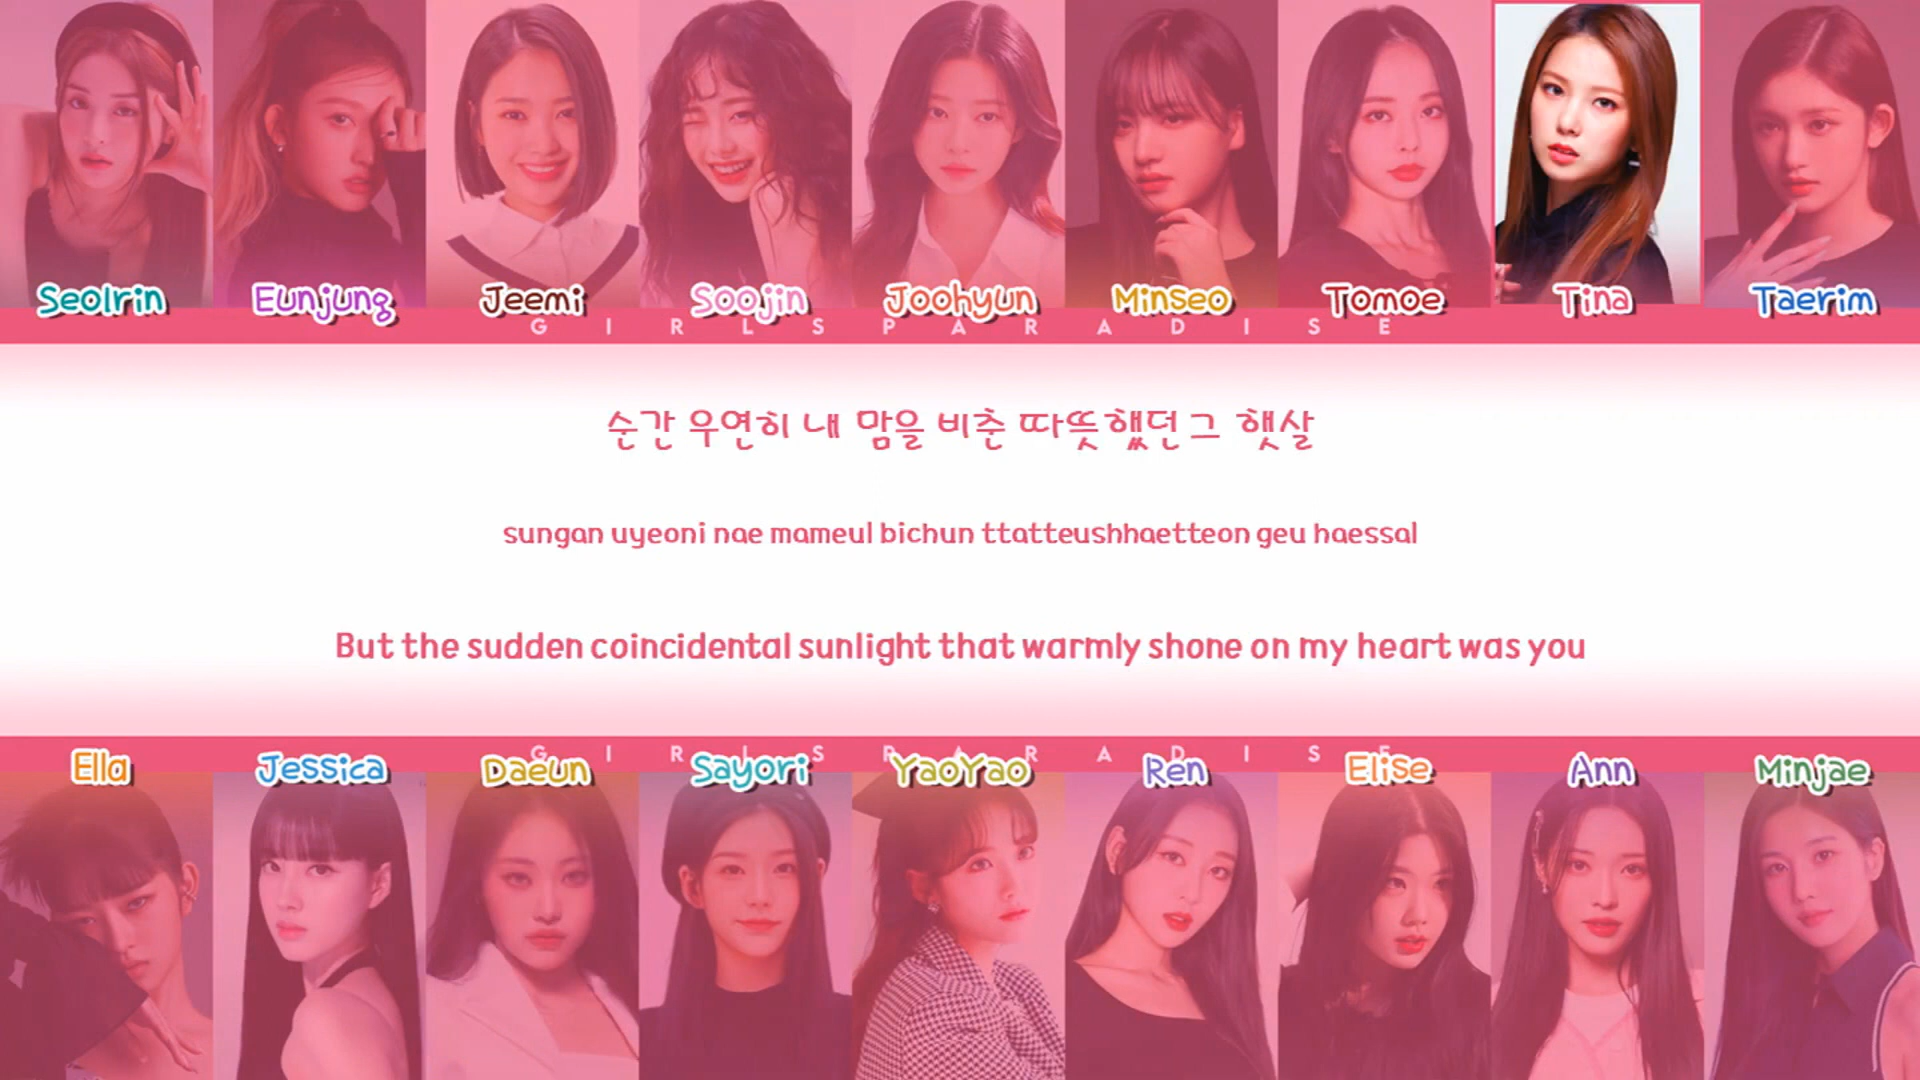 Seolrin Eunjung Jeemi Soojin Joohyun Minseo Tomoe Tina Taerim
GIRLSPARADISE
순간 우연히 내 맘을 비춘 따뜻했던 그 햇살
sungan uyeoni nae mameul bichun ttatteushhaetteon geu haessal
But the sudden coincidental sunlight that warmly shone on my heart was you
GIRLSPARADISE
Ella Jessica Daeun Sayori YaoYao Ren Elise Ann Minjae